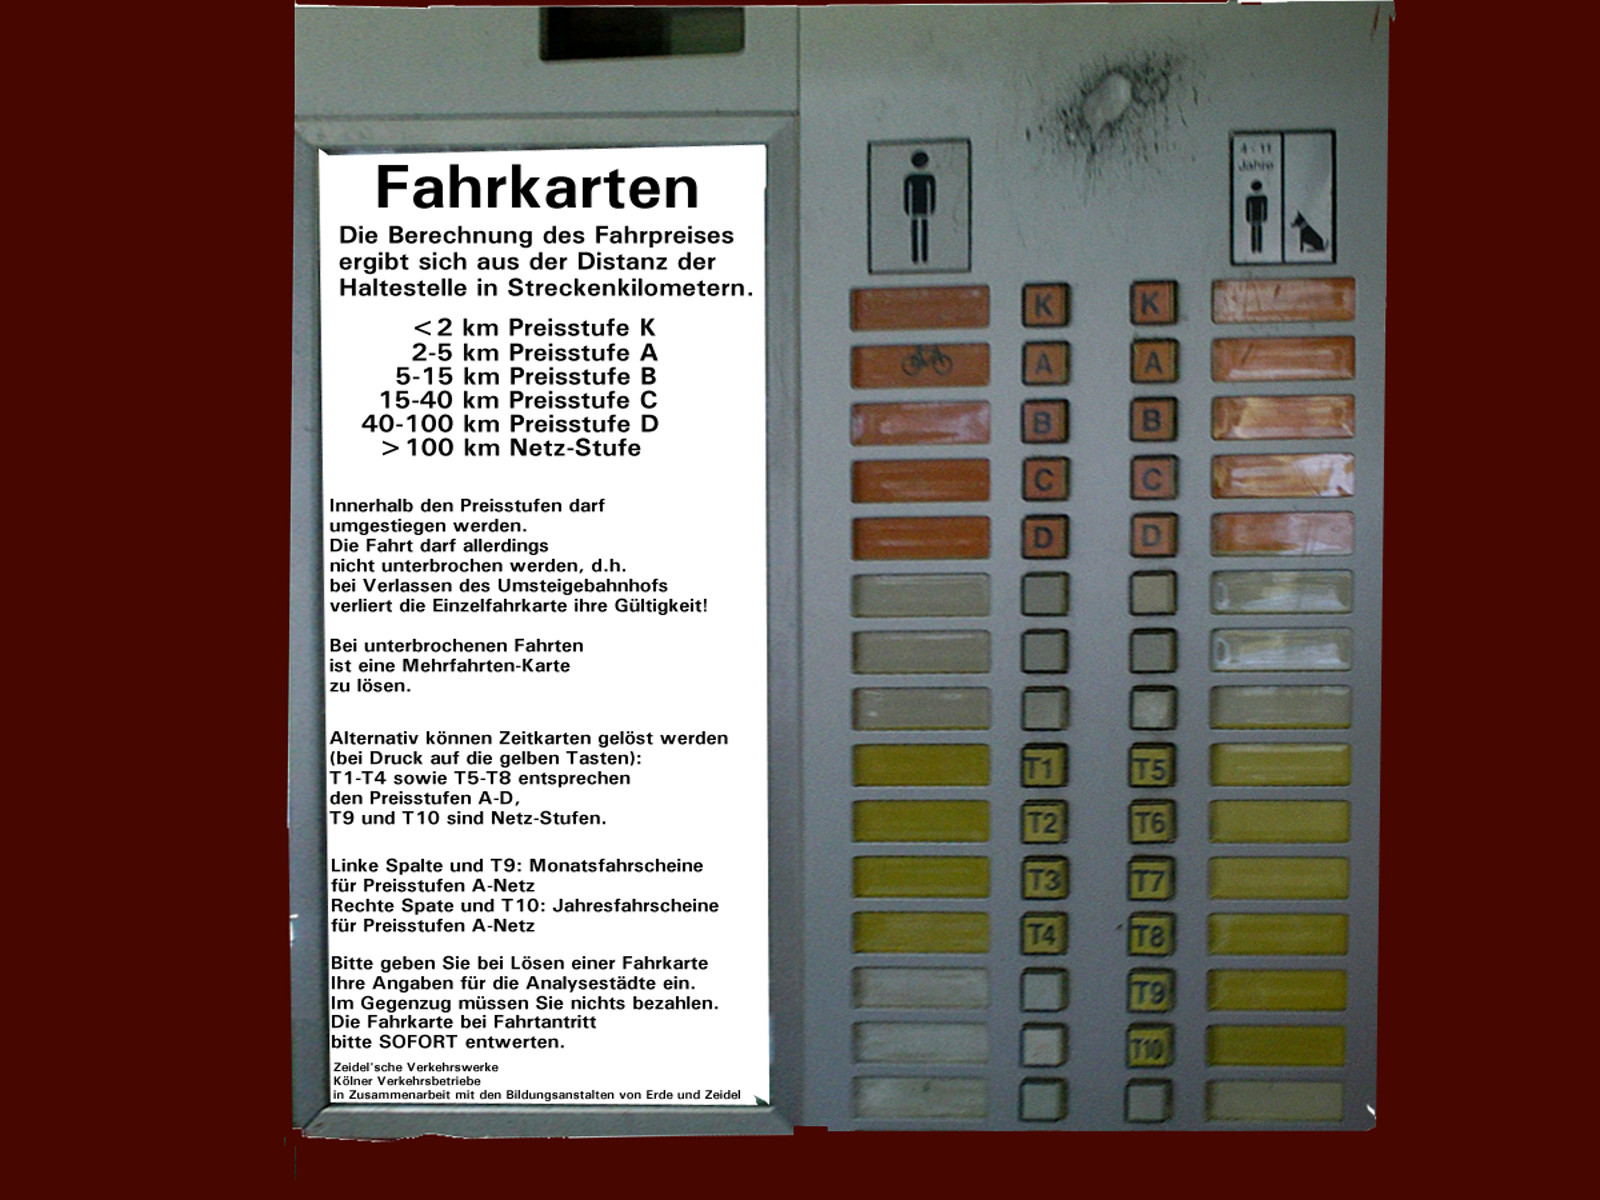 Fahrkarten
Die Berechnung des Fahrpreises
ergibt sich aus der Distanz der
Haltestelle in Streckenkilometern.
< 2 km Preisstufe K
2-5 km Preisstufe A
5-15 km Preisstufe B
15-40 km Preisstufe C
40-100 km Preisstufe D
> 100 km Netz-Stufe
Innerhalb den Preisstufen darf
umgestiegen werden.
Die Fahrt darf allerdings
nicht unterbrochen werden, d.h.
bei Verlassen des Umsteigebahnhofs
verliert die Einzelfahrkarte ihre Gültigkeit!
Bei unterbrochenen Fahrten
ist eine Mehrfahrten-Karte
zu lösen.
Alternativ können Zeitkarten gelöst werden
(bei Druck auf die gelben Tasten):
T1-T4 sowie T5-T8 entsprechen
den Preisstufen A-D,
T9 und T10 sind Netz-Stufen.
Linke Spalte und T9: Monatsfahrscheine
für Preisstufen A-Netz
Rechte Spate und T10: Jahresfahrscheine
für Preisstufen A-Netz
Bitte geben Sie bei Lösen einer Fahrkarte
Ihre Angaben für die Analysestädte ein.
Im Gegenzug müssen Sie nichts bezahlen.
Die Fahrkarte bei Fahrtantritt
bitte SOFORT entwerten.
Zeidel'sche Verkehrswerke
Kölner Verkehrsbetriebe
in Zusammenarbeit mit den Bildungsanstalten von Erde und Zeidel
4 - 11
Jahre
K K
A A
B B
C C
D D
T1 T5
T2 T6
T3 T7
T4 T8
T9
T10